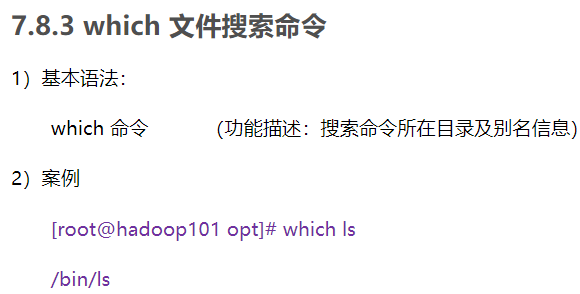 7.8.3 which 文件搜索命令
1）基本语法：
which 命令 （功能描述：搜索命令所在目录及别名信息）
2）案例
[root@hadoop101 opt]# which ls
/bin/ls